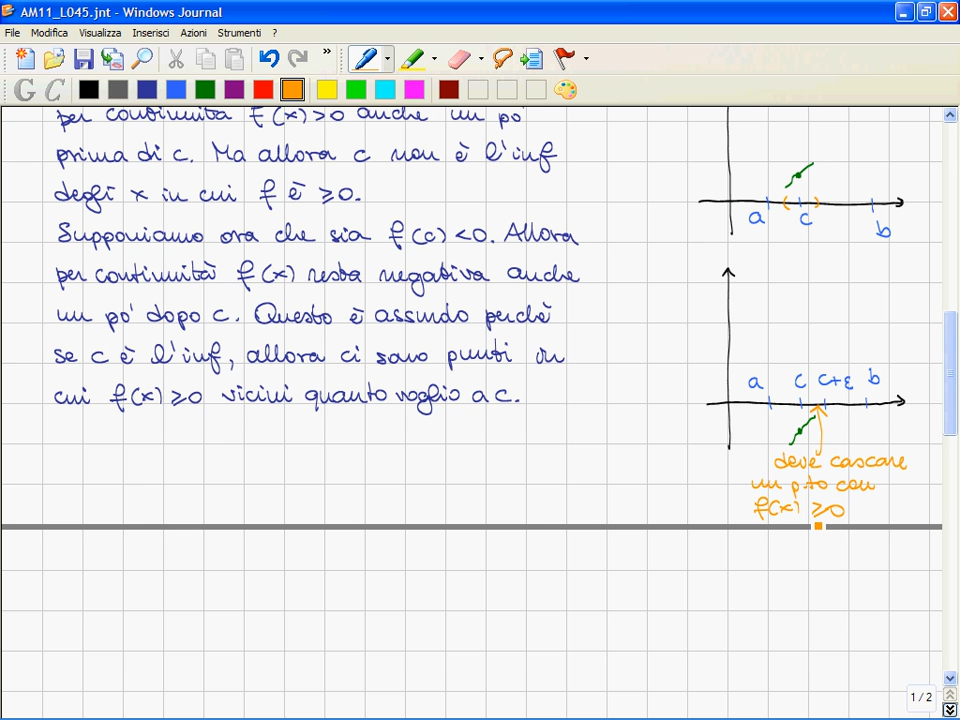 AM11_L045.jnt - Windows Journal
File Modifica Visualizza Inserisci Azioni Strumenti ?
G C
per continuità f(x)>0 anche un po'
prima di c. Ma allora c non è l'inf
degli x in cui f è ≥0.
Supponiamo ora che sia f(c)<0. Allora
per continuità f(x) resta negativa anche
un po' dopo c. Questo è assurdo perchè
se c è l'inf, allora ci sono punti in
cui f(x)≥0 vicini quanto voglio a c.
a ( c ) b
a c c+ε b
deve cascare
un p.to con
f(x) ≥0
1 / 2